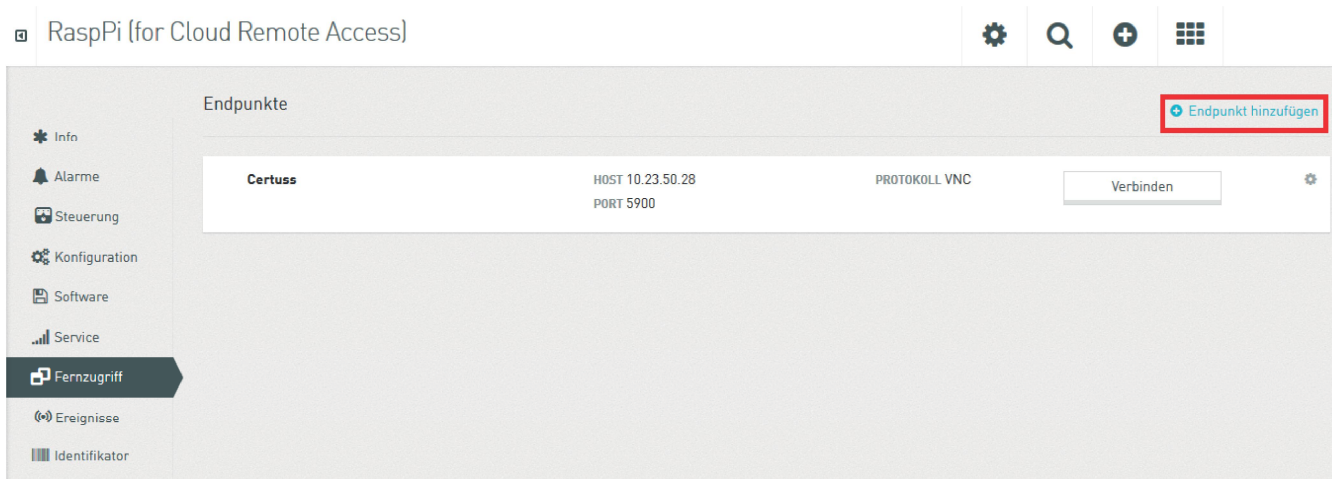 RaspPi (for Cloud Remote Access)
Endpunkte
Endpunkt hinzufügen
Info
Alarme
Steuerung
Konfiguration
Software
Service
Fernzugriff
Ereignisse
Identifikator
Certuss
HOST 10.23.50.28
PORT 5900
PROTOKOLL VNC
Verbinden